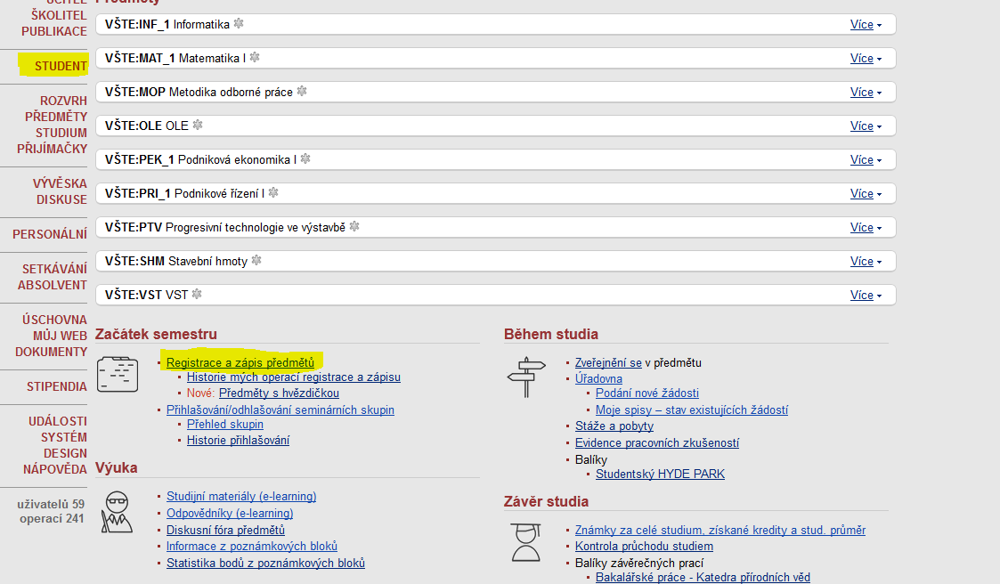 UČITEL
ŠKOLITEL
PUBLIKACE
STUDENT
ROZVRH
PŘEDMĚTY
STUDIUM
PŘIJÍMAČKY
VÝVĚSKA
DISKUSE
PERSONÁLNÍ
SETKÁVÁNÍ
ABSOLVENT
ÚSCHOVNA
MŮJ WEB
DOKUMENTY
STIPENDIA
UDÁLOSTI
SYSTÉM
DESIGN
NÁPOVĚDA
uživatelů 59
operací 241
Předměty
VŠTE:INF_1 Informatika Více
VŠTE:MAT_1 Matematika I Více
VŠTE:MOP Metodika odborné práce Více
VŠTE:OLE OLE Více
VŠTE:PEK_1 Podniková ekonomika I Více
VŠTE:PRI_1 Podnikové řízení I Více
VŠTE:PTV Progresivní technologie ve výstavbě Více
VŠTE:SHM Stavební hmoty Více
VŠTE:VST VST Více
Začátek semestru
Registrace a zápis předmětů
Historie mých operací registrace a zápisu
Nové: Předměty s hvězdičkou
Přihlašování/odhlašování seminárních skupin
Přehled skupin
Historie přihlašování
Výuka
Studijní materiály (e-learning)
Odpovědníky (e-learning)
Diskusní fóra předmětů
Informace z poznámkových bloků
Statistika bodů z poznámkových bloků
Během studia
Zveřejnění se v předmětu
Úřadovna
Podání nové žádosti
Moje spisy – stav existujících žádostí
Stáže a pobyty
Evidence pracovních zkušeností
Balíky
Studentský HYDE PARK
Závěr studia
Známky za celé studium, získané kredity a stud. průměr
Kontrola průchodu studiem
Balíky závěrečných prací
Bakalářské práce - Katedra přírodních věd